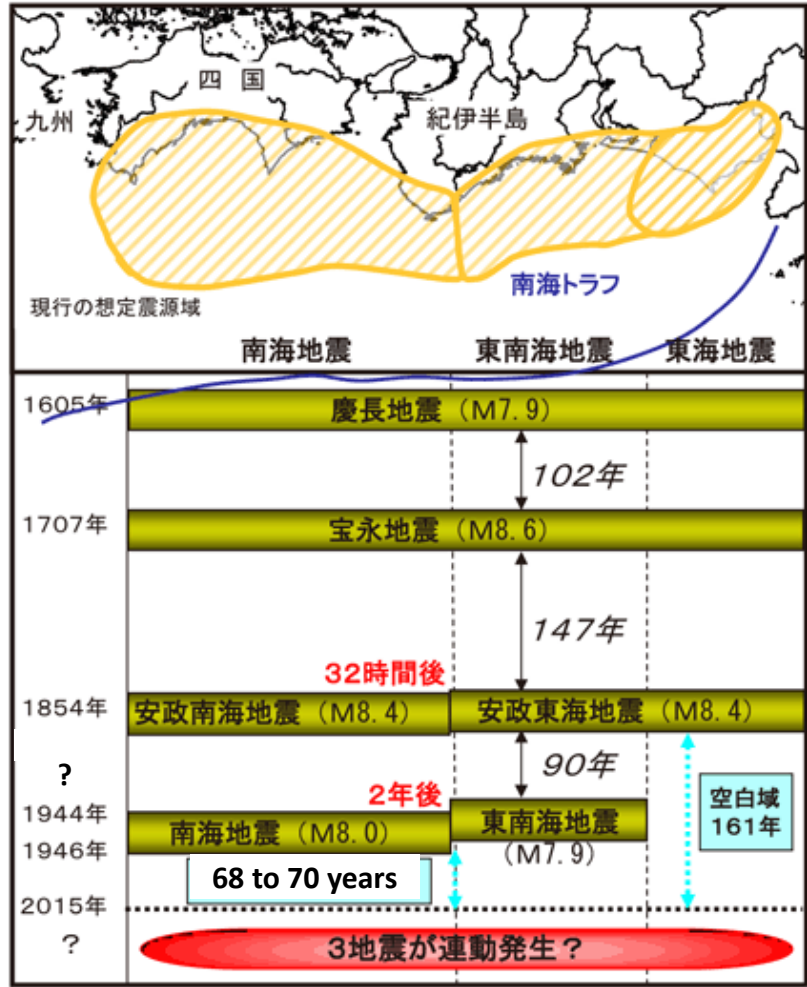 四 国
九州
紀伊半島
南海トラフ
現行の想定震源域
南海地震
東南海地震
東海地震
1605年
慶長地震（M7.9）
102年
1707年
宝永地震（M8.6）
147年
32時間後
1854年
安政南海地震（M8.4）
安政東海地震（M8.4）
?
90年
2年後
空白域
161年
1944年
南海地震（M8.0）
東南海地震
（M7.9）
1946年
68 to 70 years
2015年
?
3地震が連動発生？